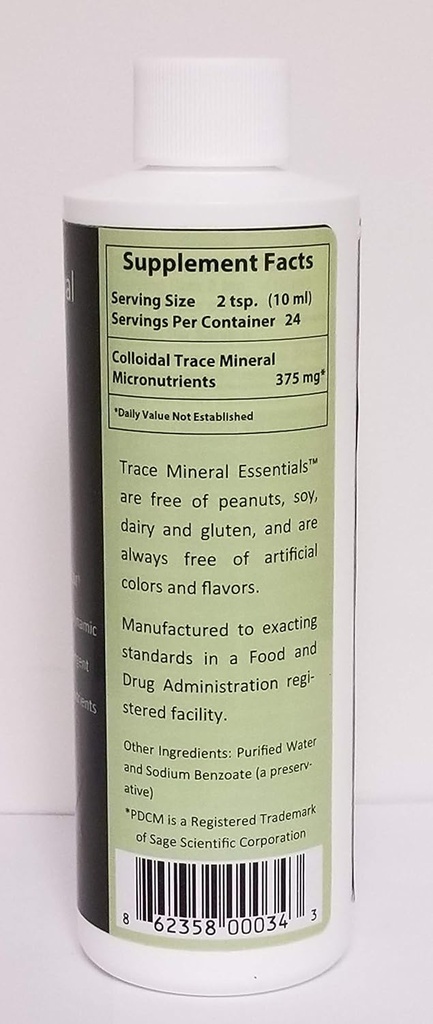 al
Supplement Facts
Serving Size 2 tsp. (10 ml)
Servings Per Container 24
Colloidal Trace Mineral
Micronutrients 375 mg*
*Daily Value Not Established
Trace Mineral Essentials™
are free of peanuts, soy,
dairy and gluten, and are
always free of artificial
colors and flavors.
Manufactured to exacting
standards in a Food and
Drug Administration regi-
stered facility.
Other Ingredients: Purified Water
and Sodium Benzoate (a preserv-
ative)
*PDCM is a Registered Trademark
of Sage Scientific Corporation
8 62358 00034 3